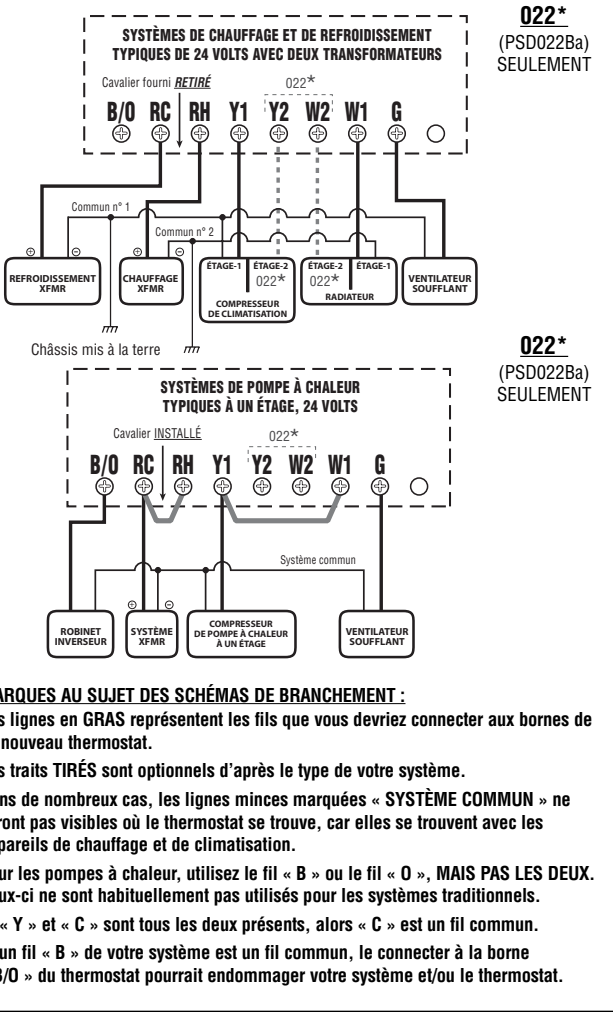 022*
(PSD022Ba)
SEULEMENT
SYSTÈMES DE CHAUFFAGE ET DE REFROIDISSEMENT
TYPIQUES DE 24 VOLTS AVEC DEUX TRANSFORMATEURS
Cavalier fourni RETIRÉ
022*
B/O RC RH Y1 Y2 W2 W1 G
Commun n° 1
Commun n° 2
REFROIDISSEMENT
XFMR
CHAUFFAGE
XFMR
ÉTAGE-1 ÉTAGE-2
022*
COMPRESSEUR
DE CLIMATISATION
ÉTAGE-2 ÉTAGE-1
022*
RADIATEUR
VENTILATEUR
SOUFFLANT
Châssis mis à la terre
022*
(PSD022Ba)
SEULEMENT
SYSTÈMES DE POMPE À CHALEUR
TYPIQUES À UN ÉTAGE, 24 VOLTS
Cavalier INSTALLÉ
022*
B/O RC RH Y1 Y2 W2 W1 G
Système commun
ROBINET
INVERSEUR
SYSTÈME
XFMR
COMPRESSEUR
DE POMPE À CHALEUR
À UN ÉTAGE
VENTILATEUR
SOUFFLANT
ARQUES AU SUJET DES SCHÉMAS DE BRANCHEMENT :
s lignes en GRAS représentent les fils que vous devriez connecter aux bornes de
nouveau thermostat.
s traits TIRÉS sont optionnels d'après le type de votre système.
ns de nombreux cas, les lignes minces marquées « SYSTÈME COMMUN » ne
ront pas visibles où le thermostat se trouve, car elles se trouvent avec les
pareils de chauffage et de climatisation.
ur les pompes à chaleur, utilisez le fil « B » ou le fil « O », MAIS PAS LES DEUX.
ux-ci ne sont habituellement pas utilisés pour les systèmes traditionnels.
« Y » et « C » sont tous les deux présents, alors « C » est un fil commun.
un fil « B » de votre système est un fil commun, le connecter à la borne
B/O » du thermostat pourrait endommager votre système et/ou le thermostat.